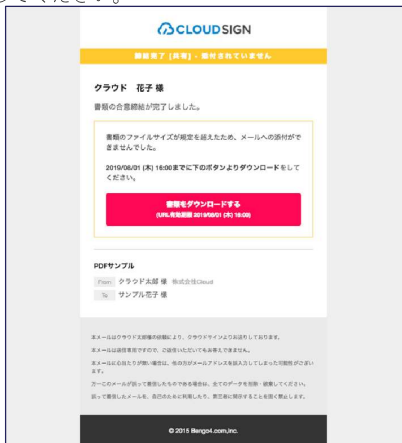 てください。
CLOUDSIGN
締結完了 [共有] - 添付されていません
クラウド 花子 様
書類の合意締結が完了しました。
書類のファイルサイズが規定を超えたため、メールへの添付がで
きませんでした。
2019/08/01 (木) 16:00までに下のボタンよりダウンロードをして
ください。
書類をダウンロードする
(URL有効期限 2019/08/01 (木) 16:00)
PDFサンプル
From クラウド太郎 様 株式会社Cloud
To サンプル花子 様
本メールはクラウド太郎様の依頼により、クラウドサインよりお送りしております。
本メールは送信専用ですので、ご返信いただいてもお答えできません。
本メールに心当たりが無い場合は、他の方がメールアドレスを誤入力してしまった可能性がござい
ます。
万一このメールが誤って着信したものである場合は、全てのデータを削除・破棄してください。
誤って着信したメールを、自己のために利用したり、第三者に開示することを固く禁止します。
© 2015 Bengo4.com,Inc.